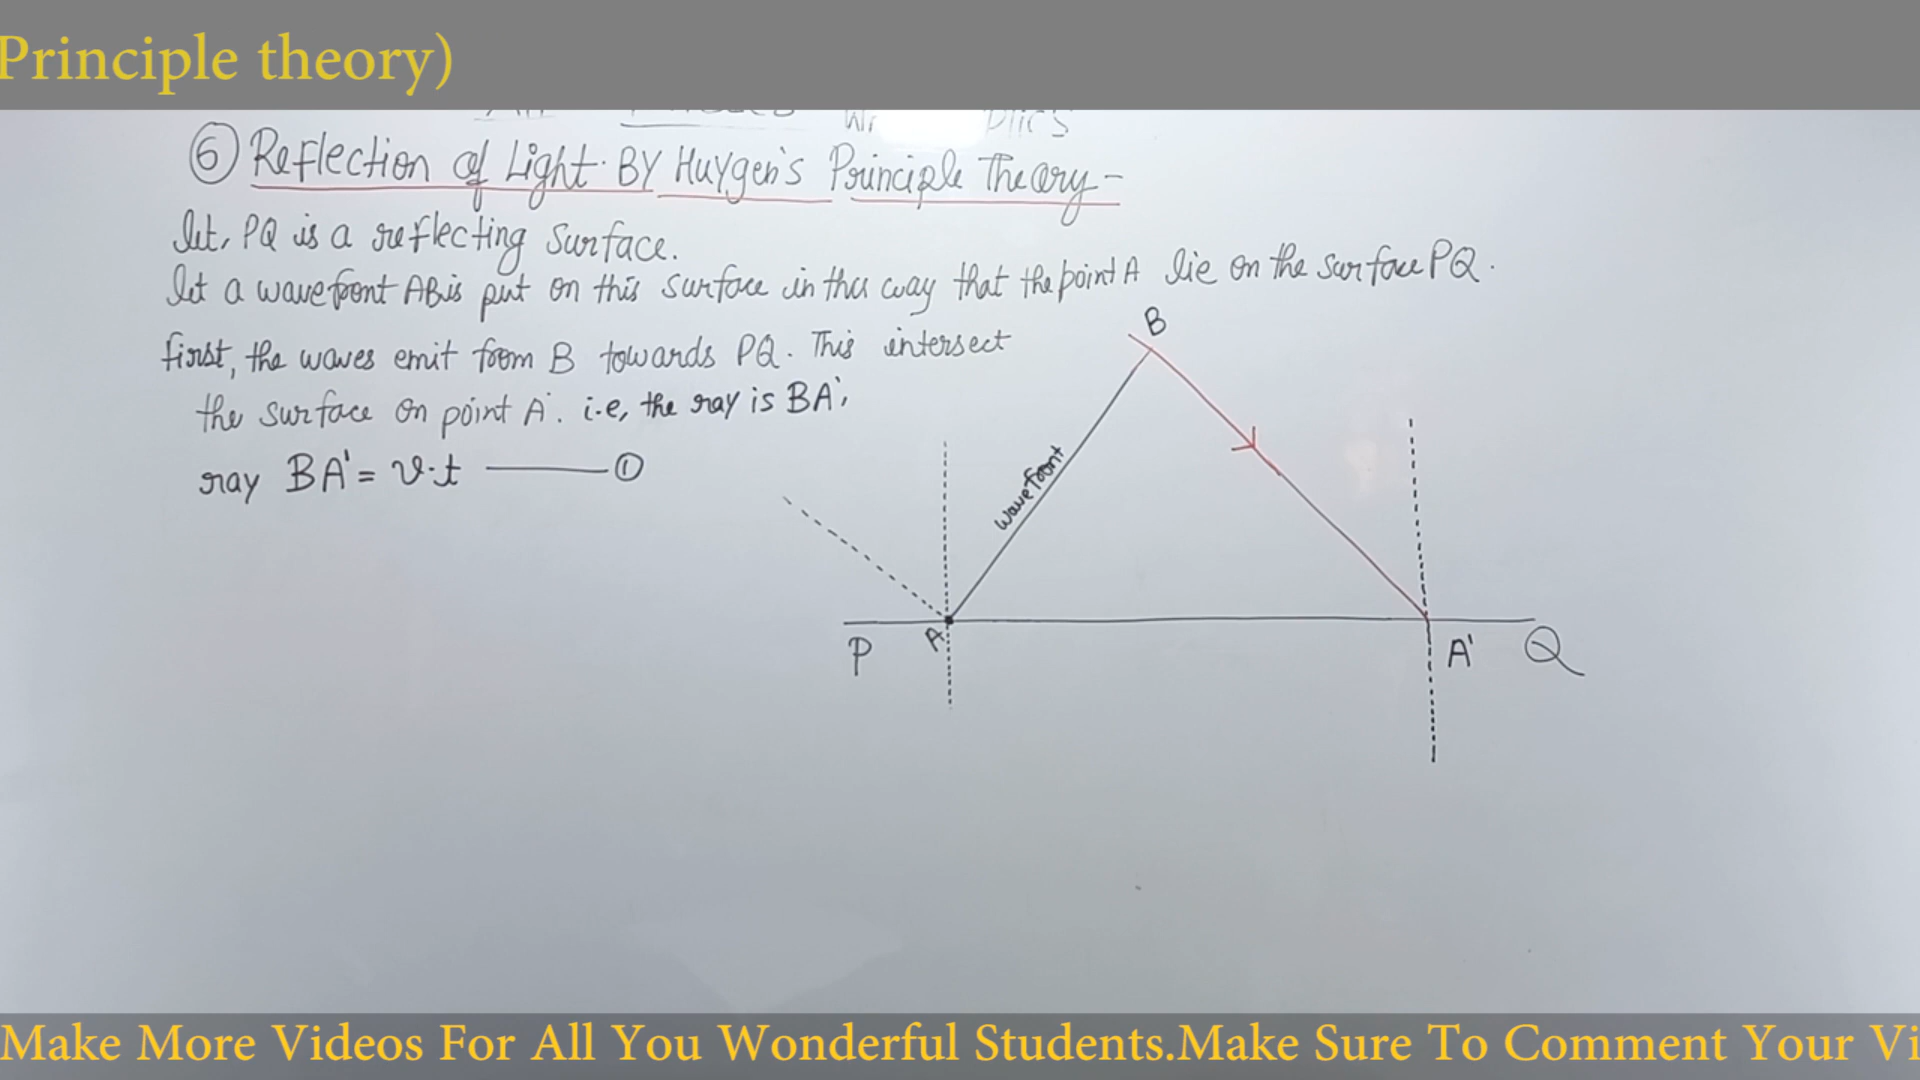 Principle theory)
⑥ Reflection of Light. BY Huygen's Principle Theory-
let, PQ is a reflecting surface.
let a wavefront AB is put on this surface in this way that the point A lie on the surface PQ.
first, the waves emit from B towards PQ. This intersect
the surface on point A'. i.e, the ray is BA',
ray BA' = v.t ——— ①
B
wavefront
P A A' Q
Make More Videos For All You Wonderful Students.Make Sure To Comment Your Vi